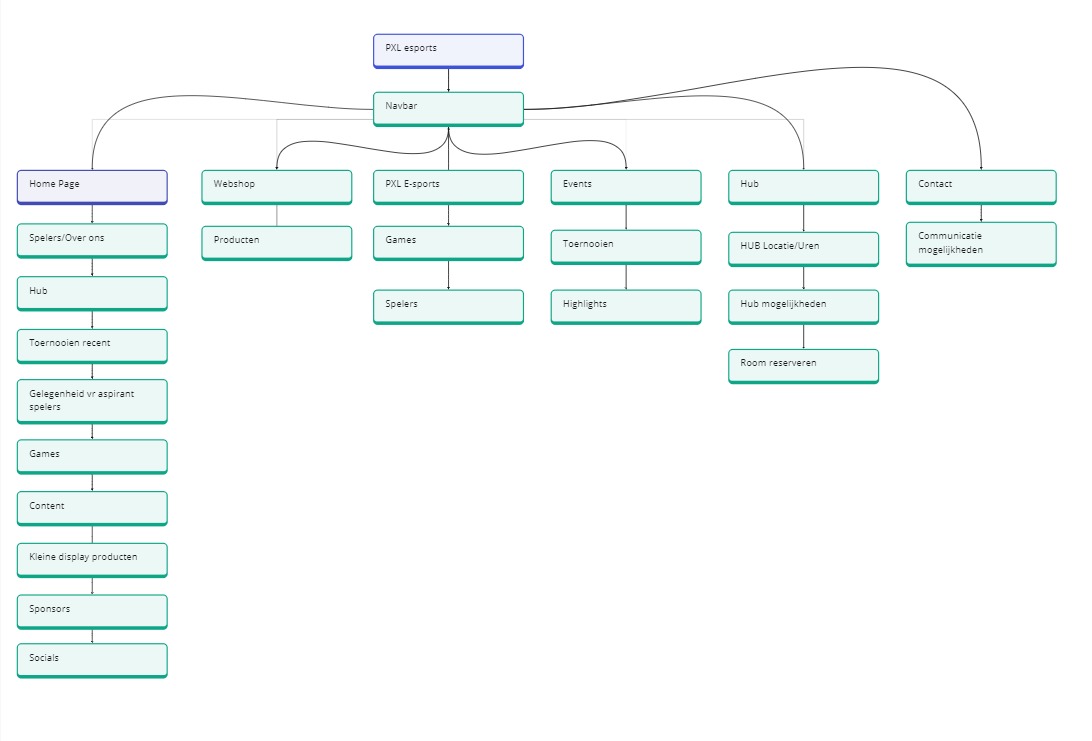 PXL esports
Navbar
Home Page
Webshop
PXL E-sports
Events
Hub
Contact
Spelers/Over ons
Producten
Games
Toernooien
HUB Locatie/Uren
Communicatie
mogelijkheden
Hub
Spelers
Highlights
Hub mogelijkheden
Toernooien recent
Room reserveren
Gelegenheid vr aspirant
spelers
Games
Content
Kleine display producten
Sponsors
Socials